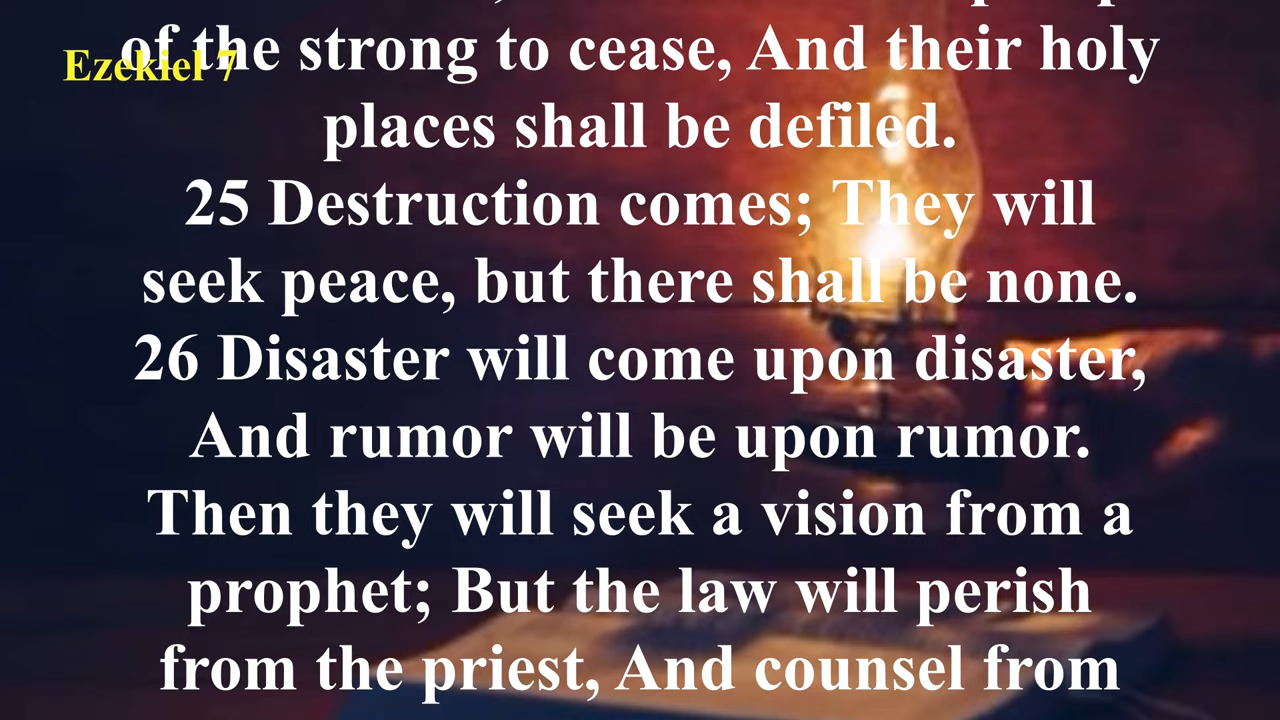 Ezekiel 7
of the strong to cease, And their holy
places shall be defiled.
25 Destruction comes; They will
seek peace, but there shall be none.
26 Disaster will come upon disaster,
And rumor will be upon rumor.
Then they will seek a vision from a
prophet; But the law will perish
from the priest, And counsel from